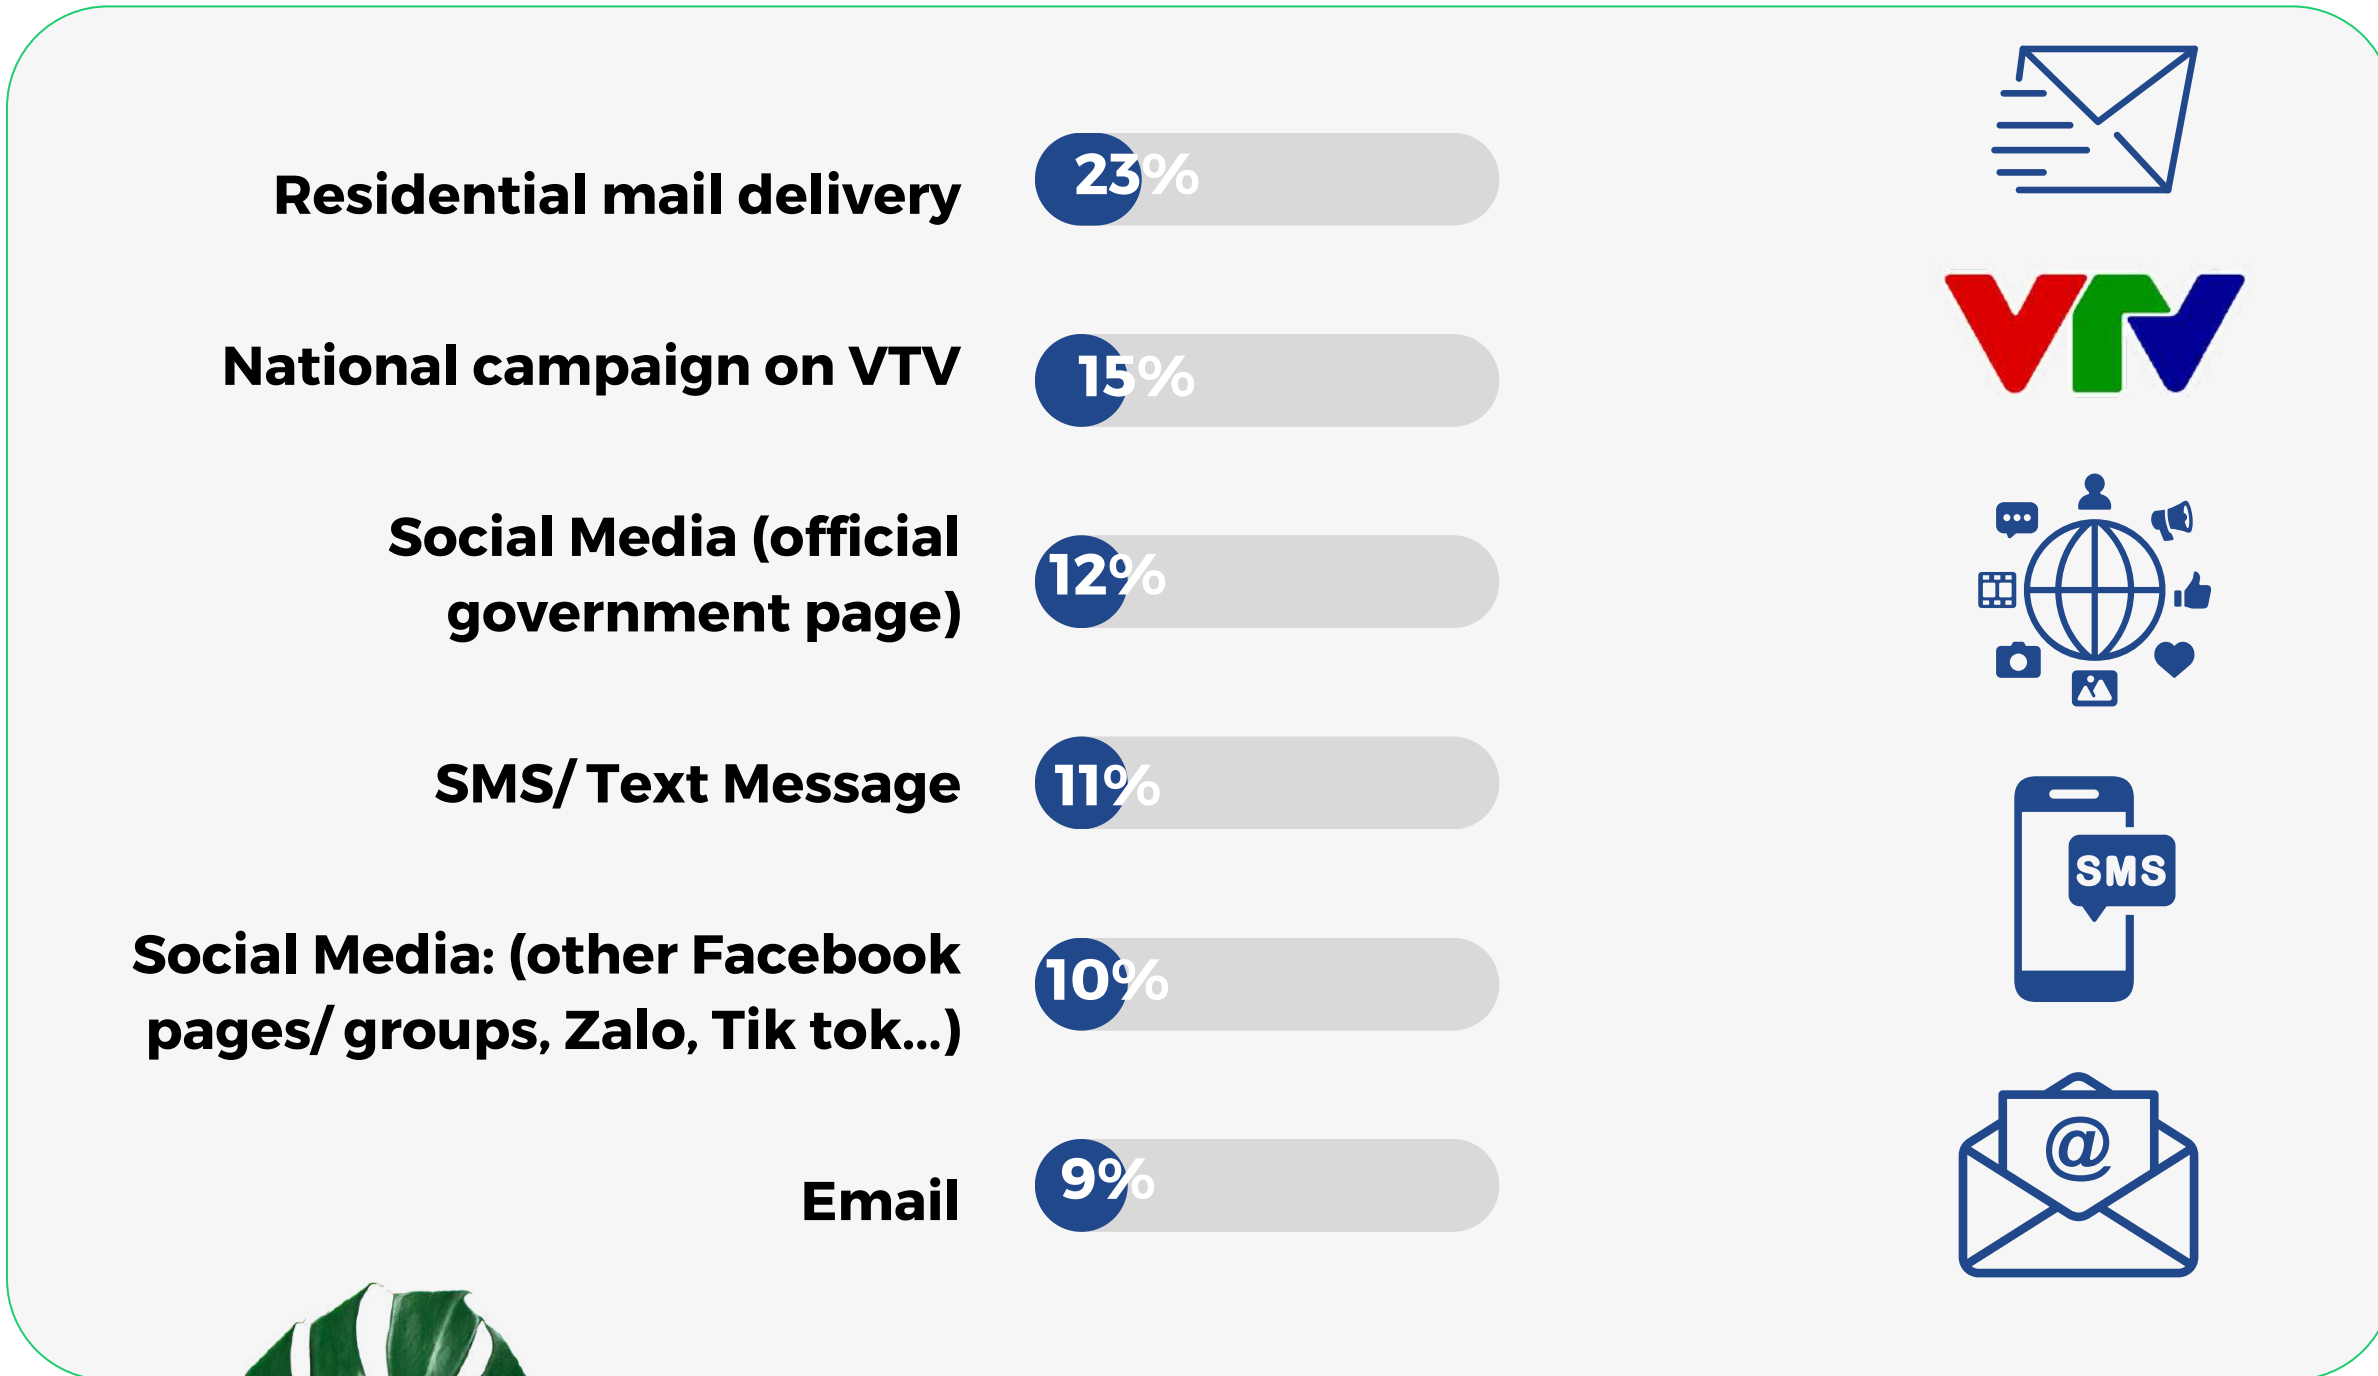 Residential mail delivery
23%
National campaign on VTV
15%
VTV
Social Media (official
government page)
12%
SMS/ Text Message
11%
SMS
Social Media: (other Facebook
pages/ groups, Zalo, Tik tok...)
10%
Email
9%
@